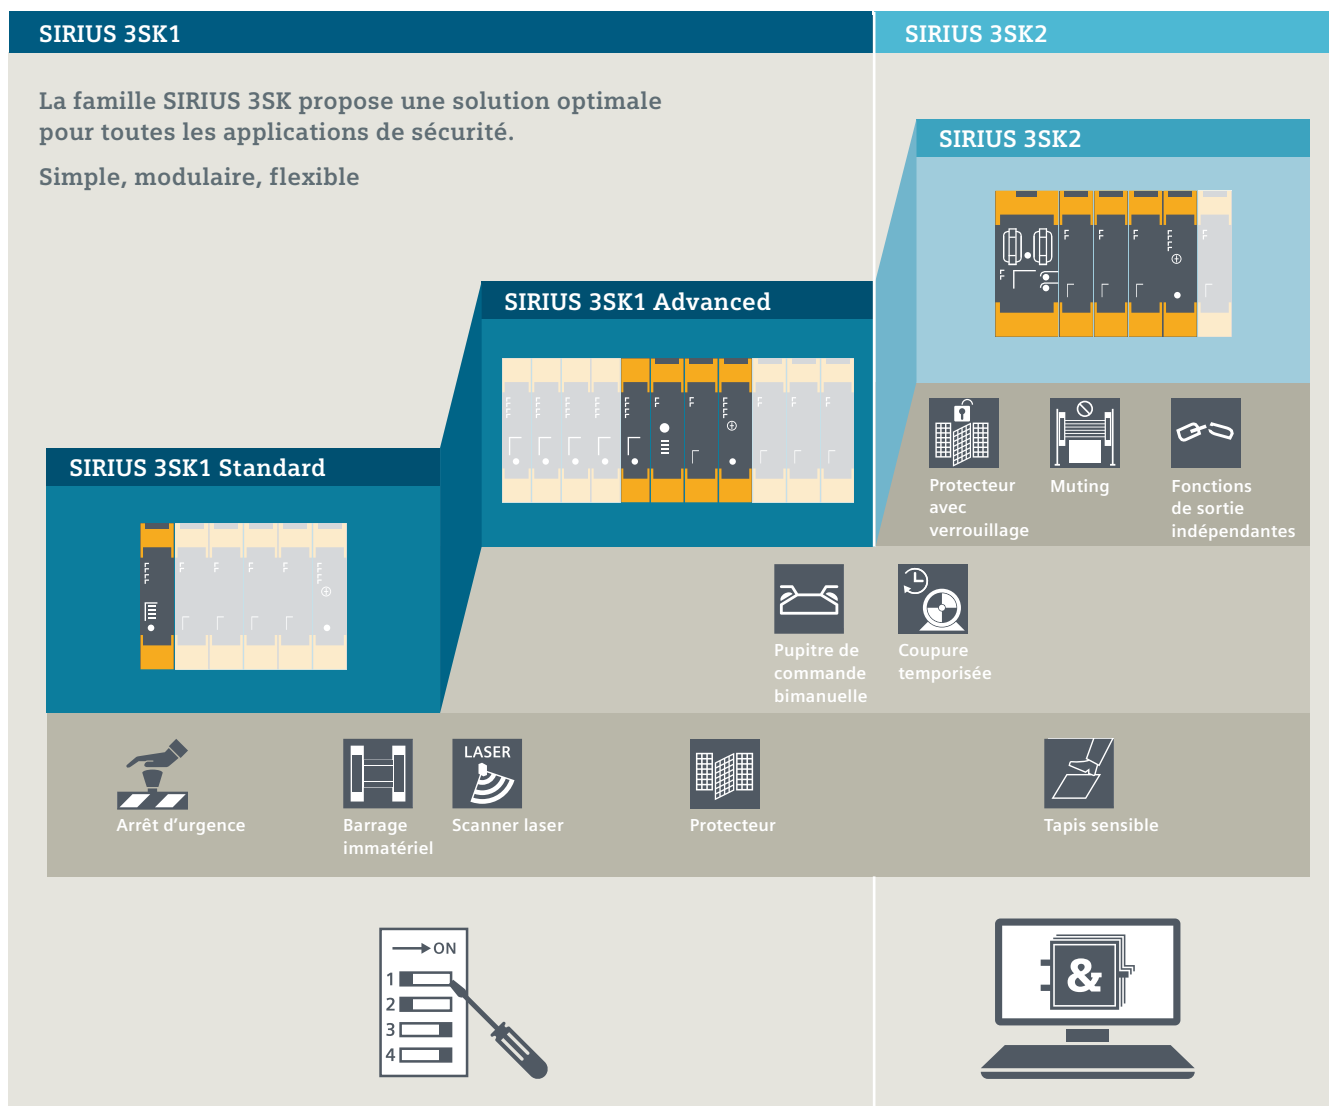 SIRIUS 3SK1
SIRIUS 3SK2
La famille SIRIUS 3SK propose une solution optimale
pour toutes les applications de sécurité.
Simple, modulaire, flexible
SIRIUS 3SK2
SIRIUS 3SK1 Advanced
SIRIUS 3SK1 Standard
Protecteur
avec
verrouillage
Muting
Fonctions
de sortie
indépendantes
Pupitre de
commande
bimanuelle
Coupure
temporisée
Arrêt d’urgence
Barrage
immatériel
LASER
Scanner laser
Protecteur
Tapis sensible
ON
1
2
3
4
&